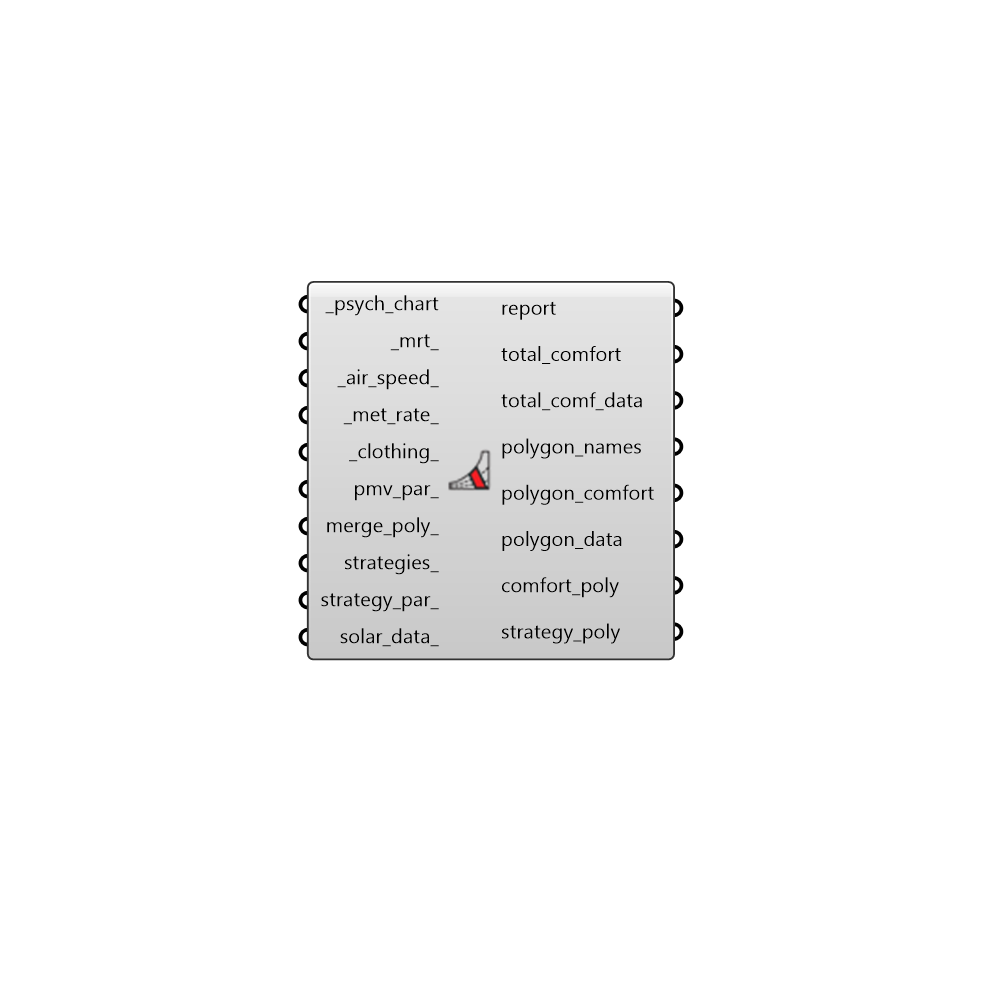 _psych_chart
_mrt_
_air_speed_
_met_rate_
_clothing_
pmv_par_
merge_poly_
strategies_
strategy_par_
solar_data_
report
total_comfort
total_comf_data
polygon_names
polygon_comfort
polygon_data
comfort_poly
strategy_poly